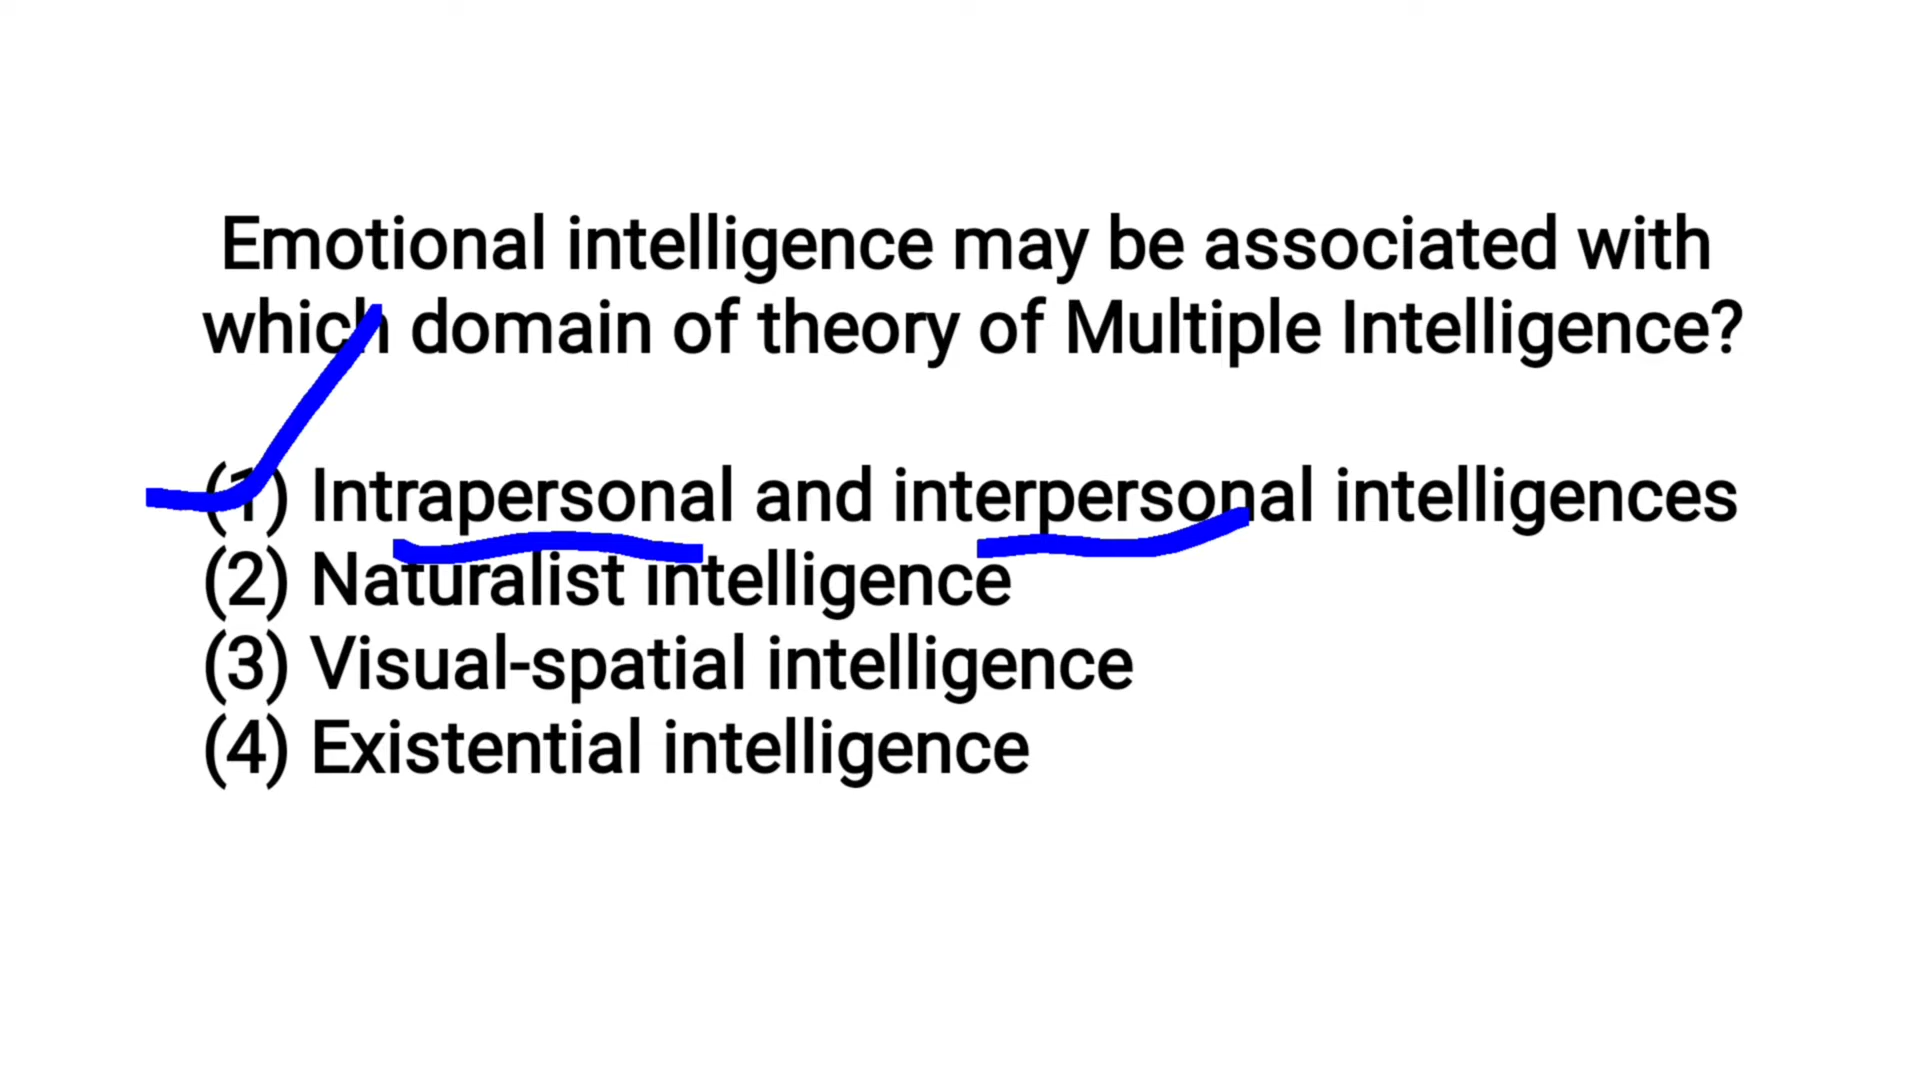 Emotional intelligence may be associated with
which domain of theory of Multiple Intelligence?
(1) Intrapersonal and interpersonal intelligences
(2) Naturalist intelligence
(3) Visual-spatial intelligence
(4) Existential intelligence